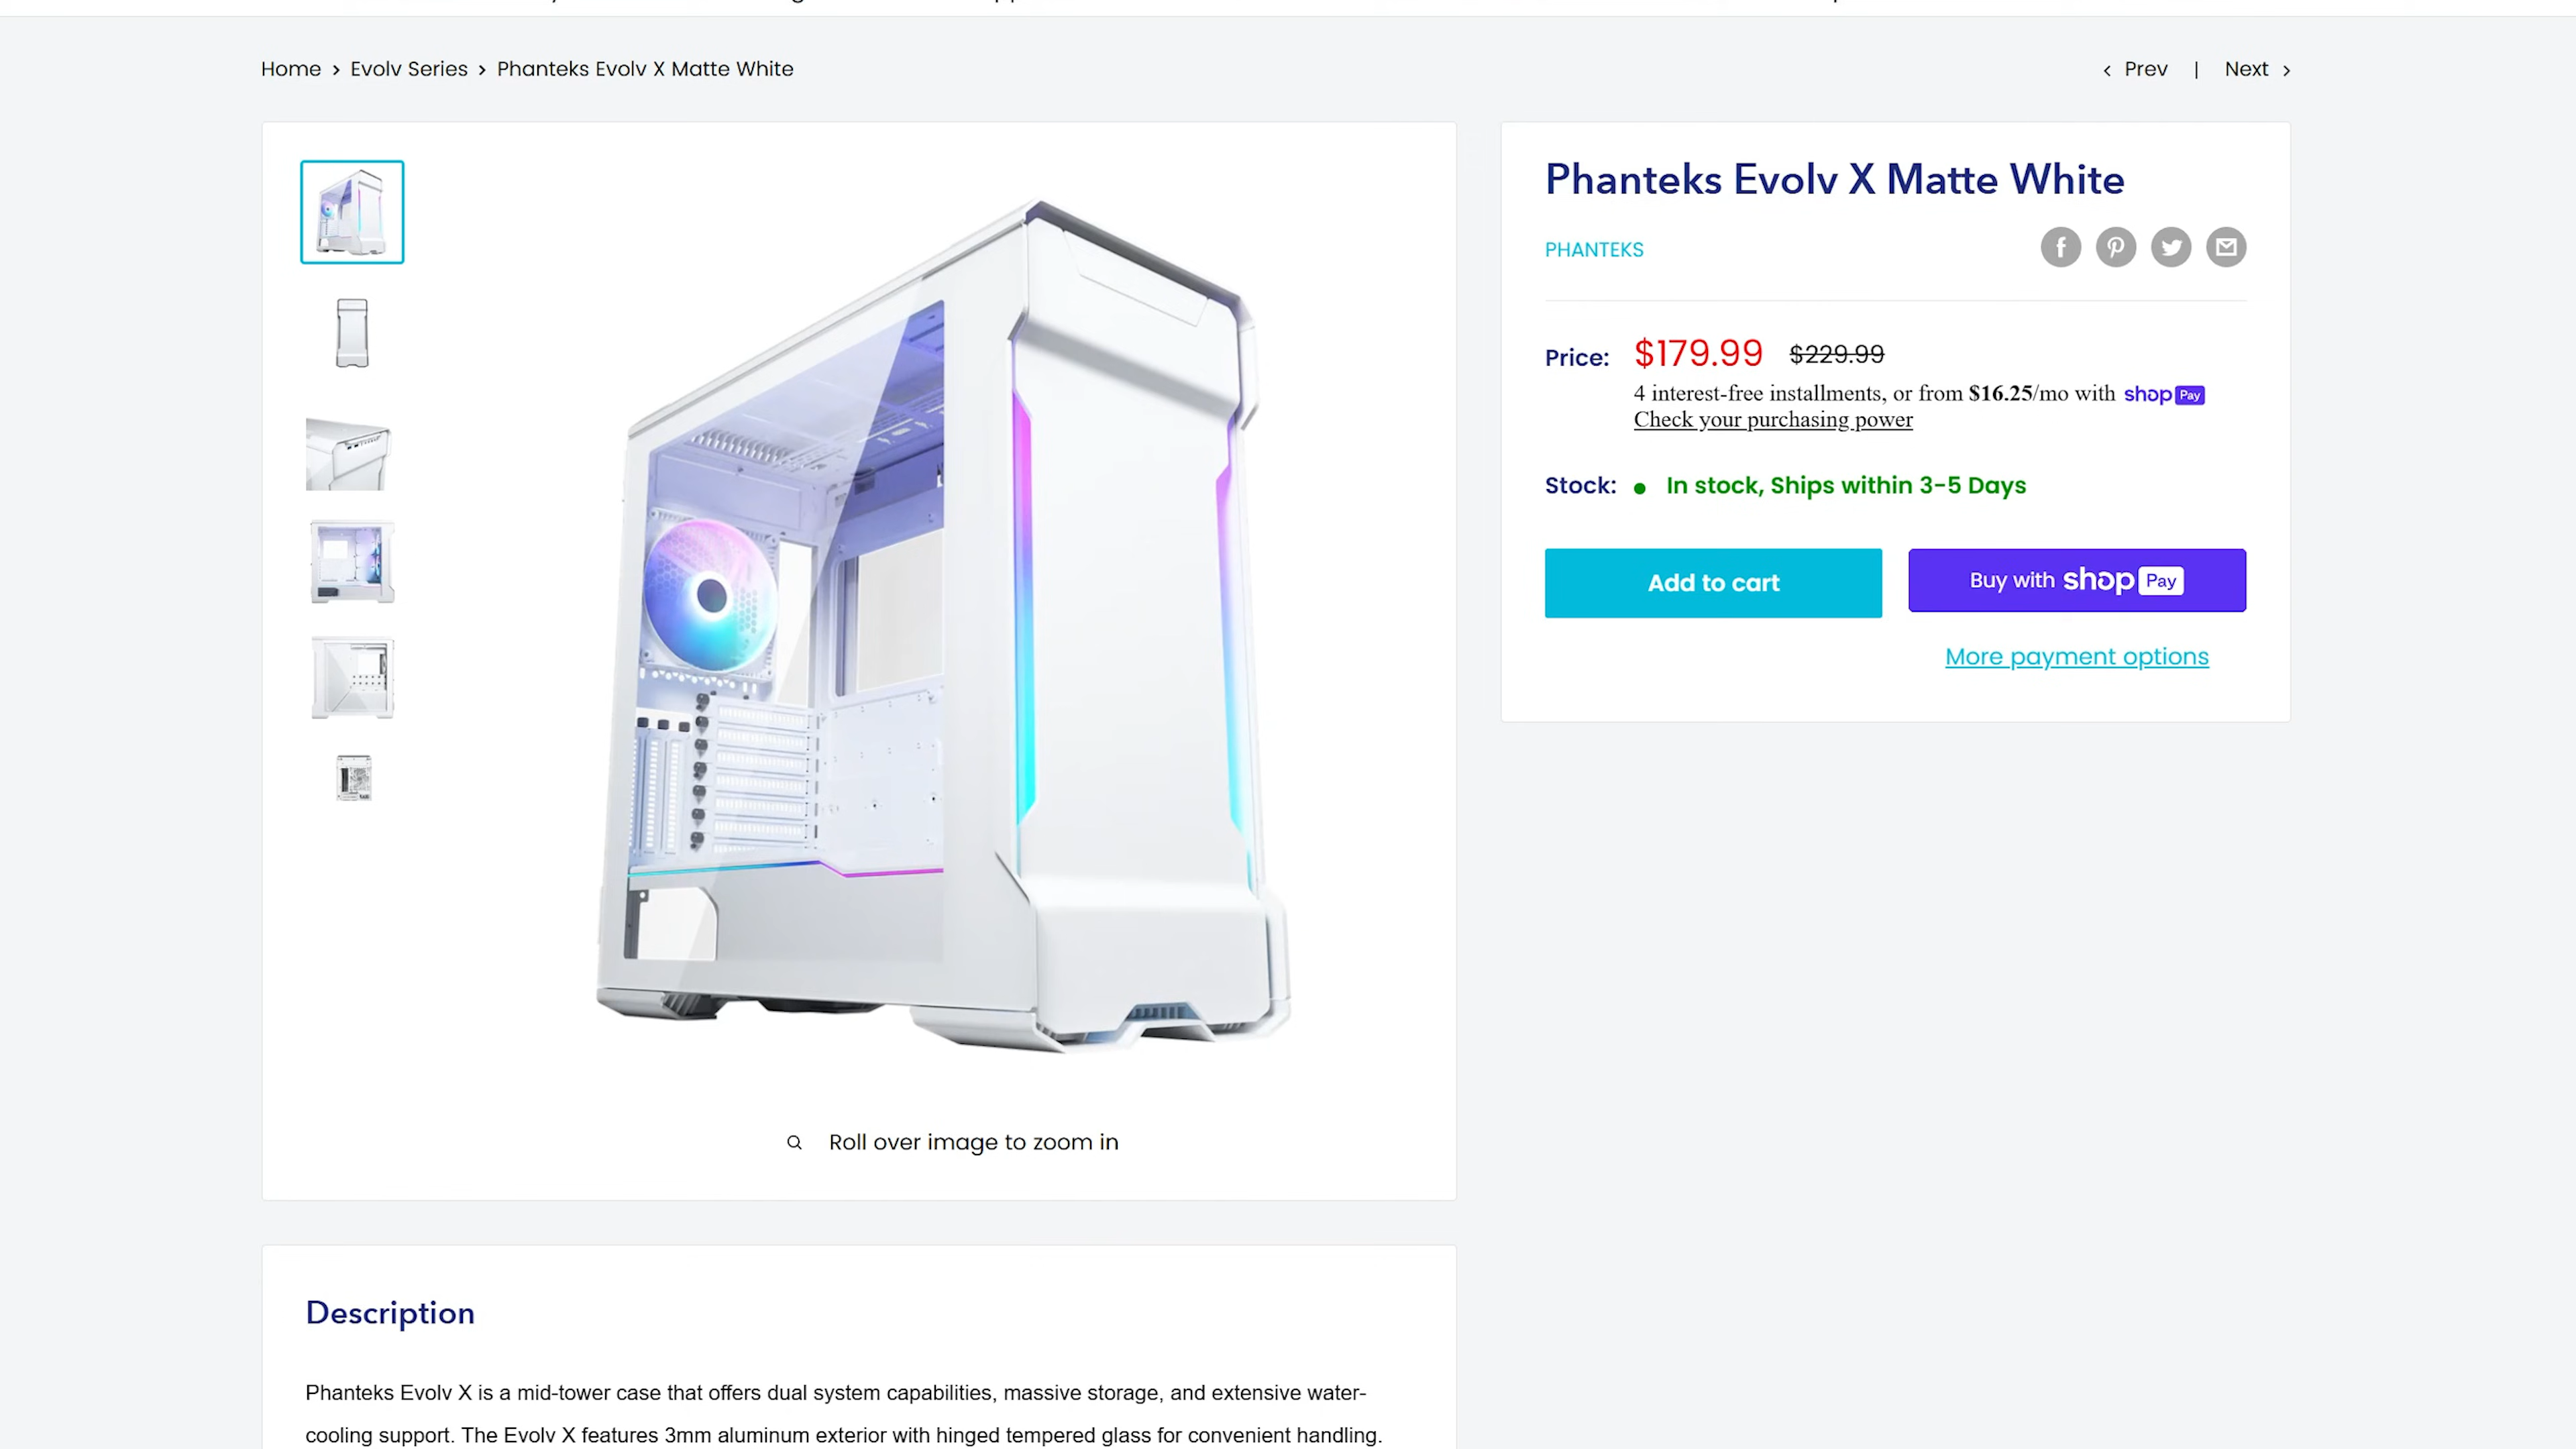 Home › Evolv Series › Phanteks Evolv X Matte White
‹ Prev | Next ›
Phanteks Evolv X Matte White
PHANTEKS
Price: $179.99 $229.99
4 interest-free installments, or from $16.25/mo with shop Pay
Check your purchasing power
Stock: In stock, Ships within 3-5 Days
Add to cart
Buy with shop Pay
More payment options
Roll over image to zoom in
Description
Phanteks Evolv X is a mid-tower case that offers dual system capabilities, massive storage, and extensive water-
cooling support. The Evolv X features 3mm aluminum exterior with hinged tempered glass for convenient handling.